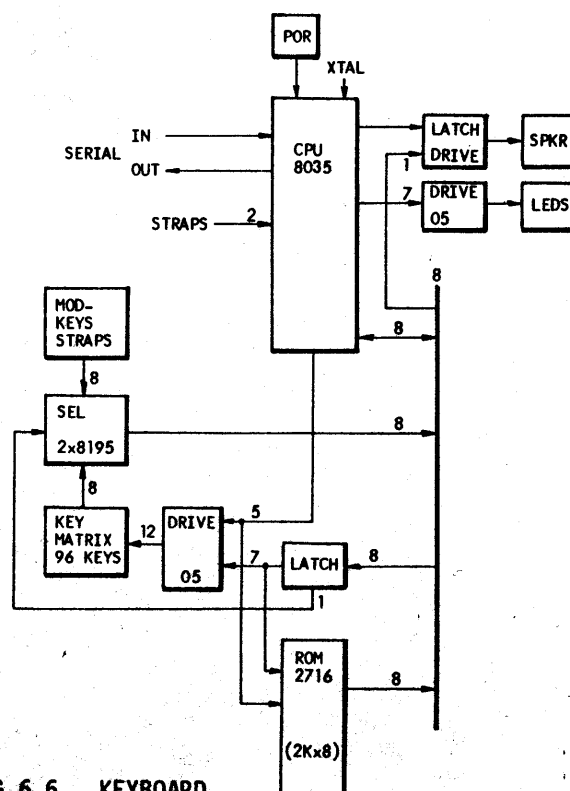 POR
XTAL
CPU
8035
SERIAL
IN
OUT
STRAPS
2
LATCH
DRIVE
1
SPKR
7
DRIVE
05
LEDS
8
8
MOD-
KEYS
STRAPS
8
SEL
2x8195
8
8
KEY
MATRIX
96 KEYS
12
DRIVE
05
5
7
LATCH
8
1
ROM
2716
(2Kx8)
8
6.6 KEYBOARD